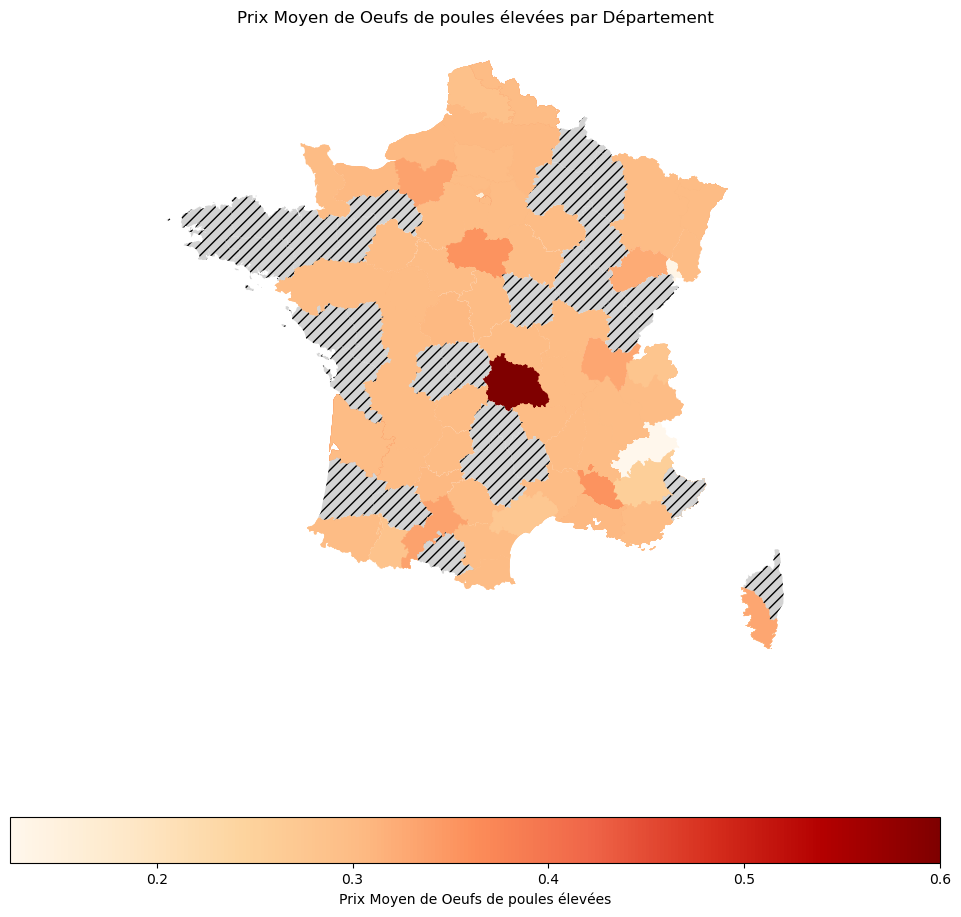 Prix Moyen de Oeufs de poules élevées par Département
0.2 0.3 0.4 0.5 0.6
Prix Moyen de Oeufs de poules élevées